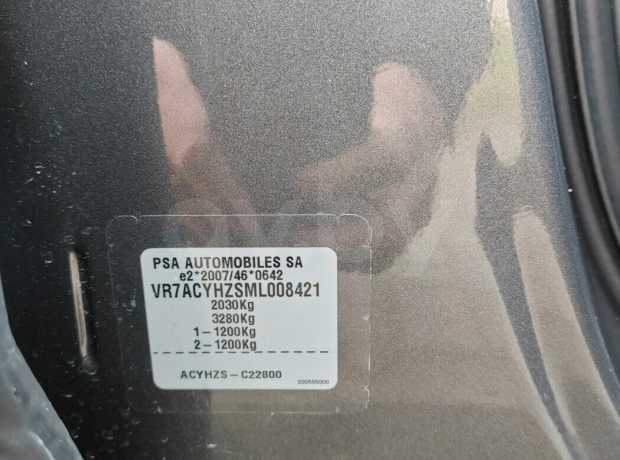 PSA AUTOMOBILES SA
e2*2007/46*0642
VR7ACYHZSML008421
2030Kg
3280Kg
1-1200Kg
2-1200Kg
ACYHZS-C22800